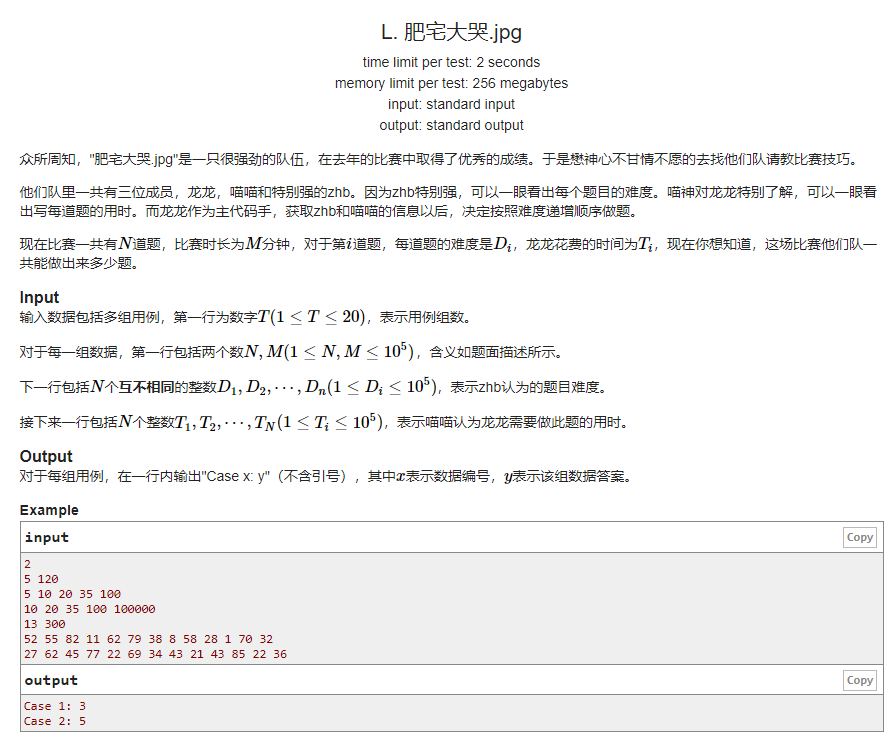 L. 肥宅大哭.jpg
time limit per test: 2 seconds
memory limit per test: 256 megabytes
input: standard input
output: standard output
众所周知，"肥宅大哭.jpg"是一只很强劲的队伍，在去年的比赛中取得了优秀的成绩。于是懋神心不甘情不愿的去找他们队请教比赛技巧。
他们队里一共有三位成员，龙龙，喵喵和特别强的zhb。因为zhb特别强，可以一眼看出每个题目的难度。喵神对龙龙特别了解，可以一眼看
出写每道题的用时。而龙龙作为主代码手，获取zhb和喵喵的信息以后，决定按照难度递增顺序做题。
现在比赛一共有N道题，比赛时长为M分钟，对于第i道题，每道题的难度是D_i，龙龙花费的时间为T_i，现在你想知道，这场比赛他们队一
共能做出来多少题。
Input
输入数据包括多组用例，第一行为数字T(1 ≤ T ≤ 20)，表示用例组数。
对于每一组数据，第一行包括两个数N, M(1 ≤ N, M ≤ 10^5)，含义如题面描述所示。
下一行包括N个互不相同的整数D_1, D_2, ⋯, D_n(1 ≤ D_i ≤ 10^5)，表示zhb认为的题目难度。
接下来一行包括N个整数T_1, T_2, ⋯, T_N(1 ≤ T_i ≤ 10^5)，表示喵喵认为龙龙需要做此题的用时。
Output
对于每组用例，在一行内输出"Case x: y"（不含引号），其中x表示数据编号，y表示该组数据答案。
Example
input Copy
2
5 120
5 10 20 35 100
10 20 35 100 100000
13 300
52 55 82 11 62 79 38 8 58 28 1 70 32
27 62 45 77 22 69 34 43 21 43 85 22 36
output Copy
Case 1: 3
Case 2: 5